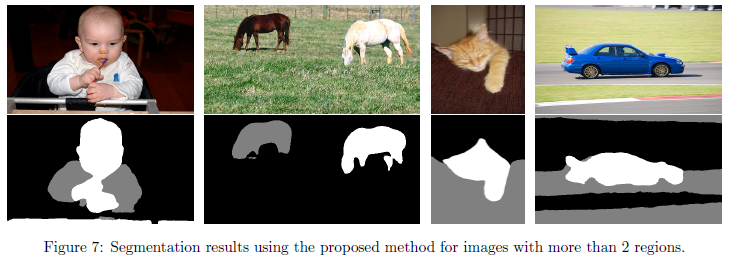 Figure 7: Segmentation results using the proposed method for images with more than 2 regions.